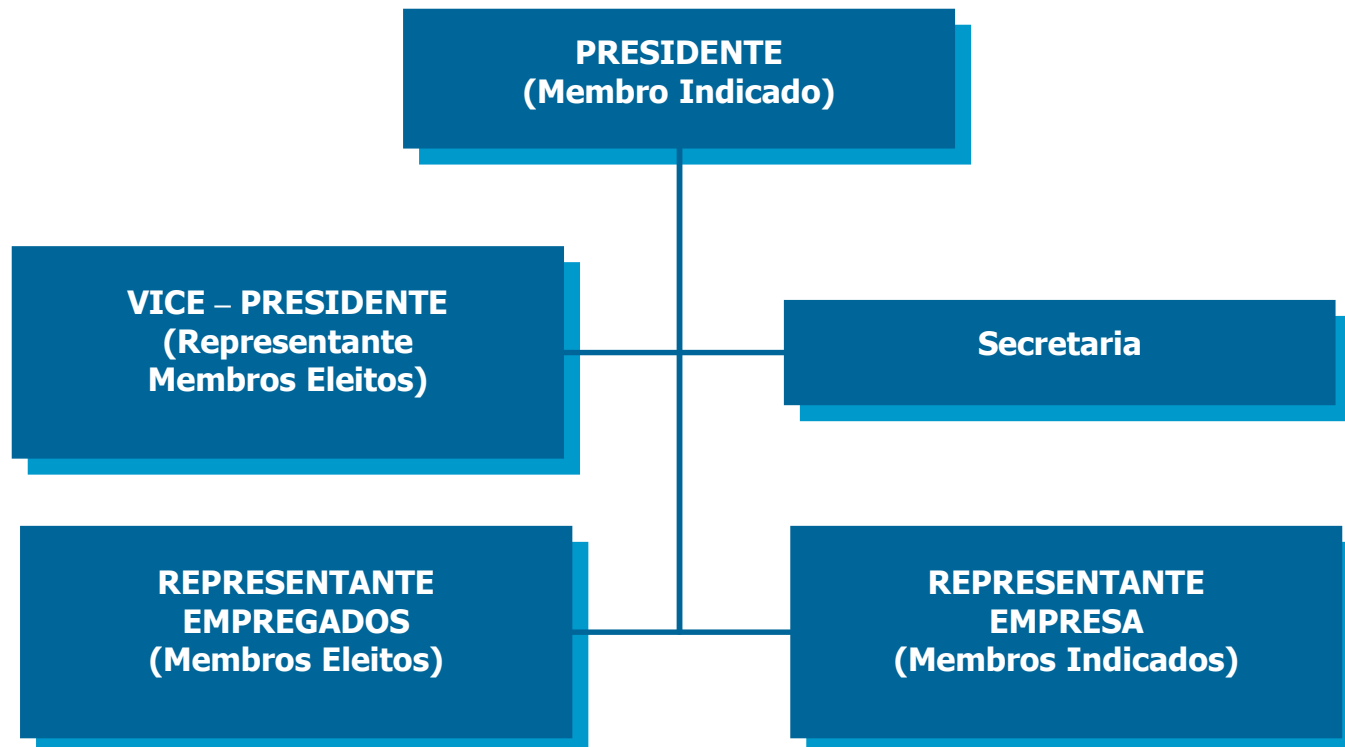 PRESIDENTE
(Membro Indicado)
VICE – PRESIDENTE
(Representante
Membros Eleitos)
Secretaria
REPRESENTANTE
EMPREGADOS
(Membros Eleitos)
REPRESENTANTE
EMPRESA
(Membros Indicados)